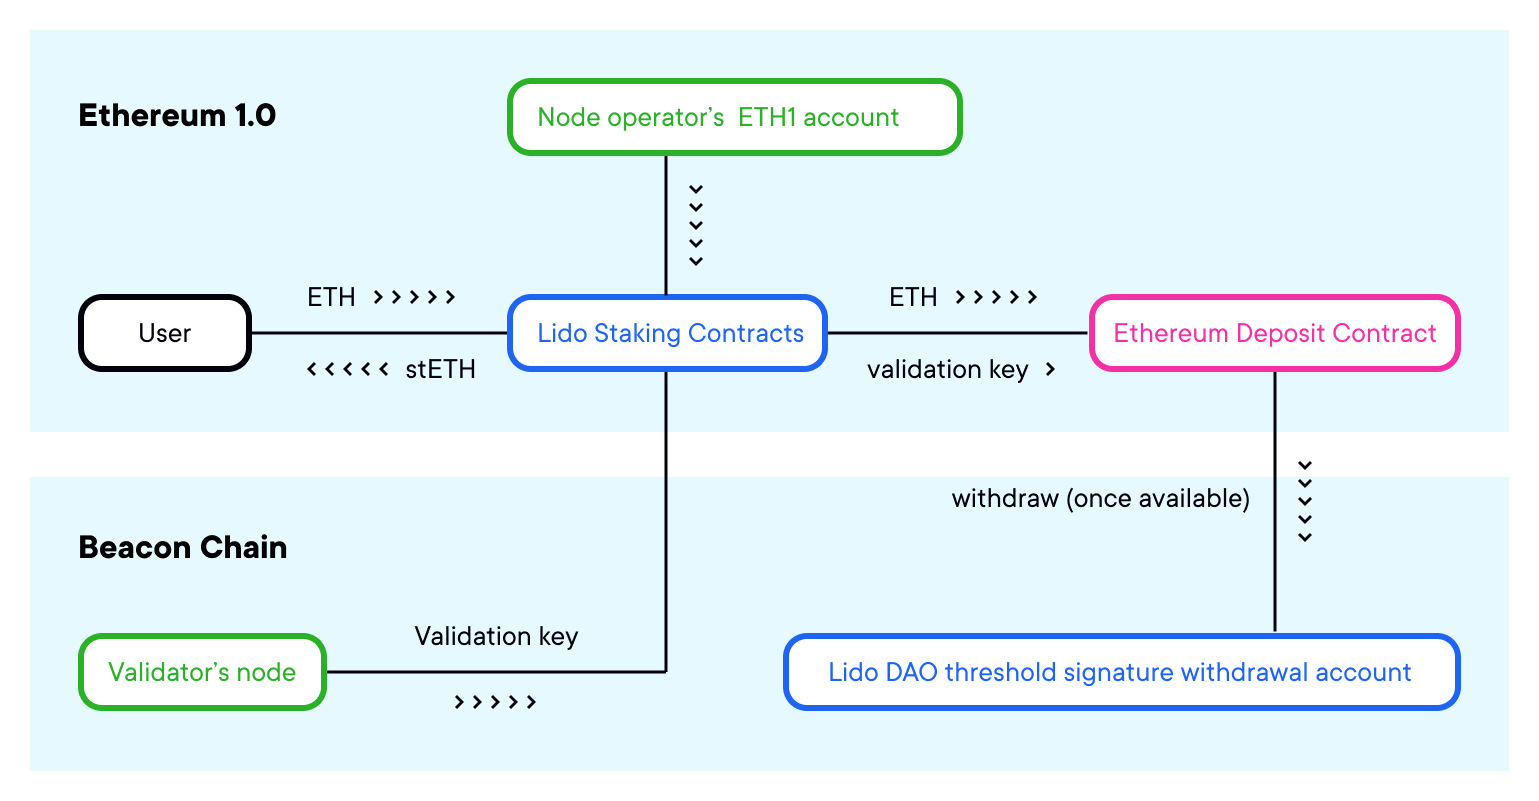 Ethereum 1.0
Node operator’s  ETH1 account
ETH
ETH
User
Lido Staking Contracts
Ethereum Deposit Contract
stETH
validation key
withdraw (once available)
Beacon Chain
Validation key
Validator’s node
Lido DAO threshold signature withdrawal account